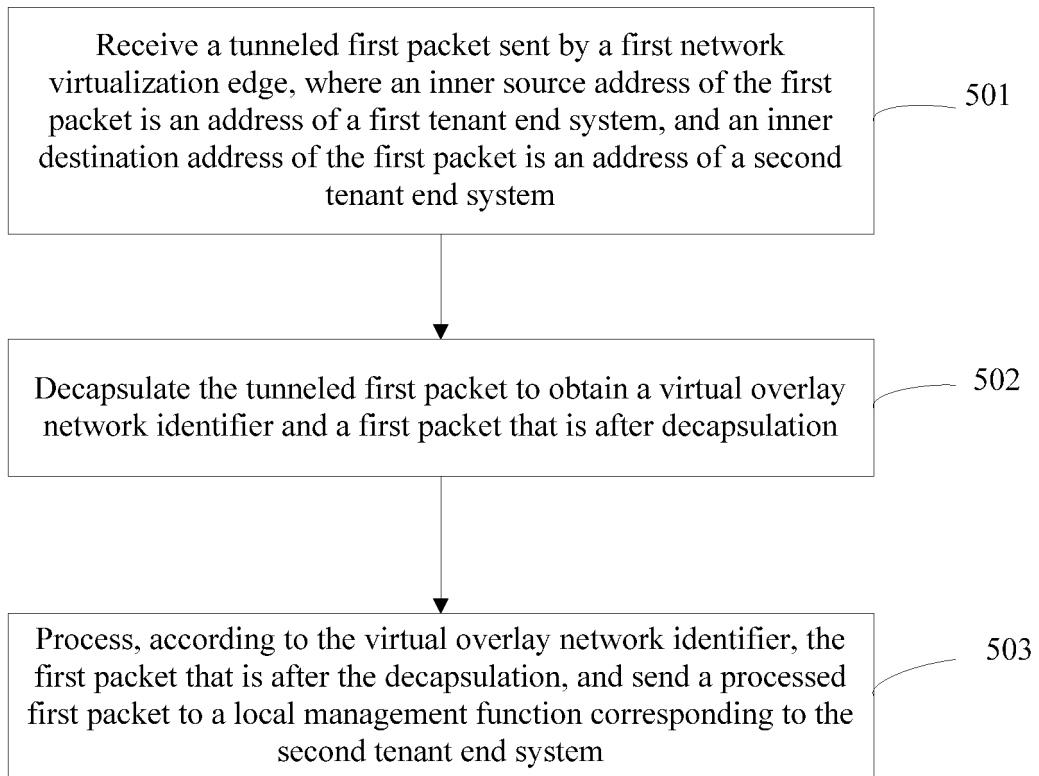 Receive a tunneled first packet sent by a first network
virtualization edge, where an inner source address of the first
packet is an address of a first tenant end system, and an inner
destination address of the first packet is an address of a second
tenant end system
501
Decapsulate the tunneled first packet to obtain a virtual overlay
network identifier and a first packet that is after decapsulation
502
Process, according to the virtual overlay network identifier, the
first packet that is after the decapsulation, and send a processed
first packet to a local management function corresponding to the
second tenant end system
503